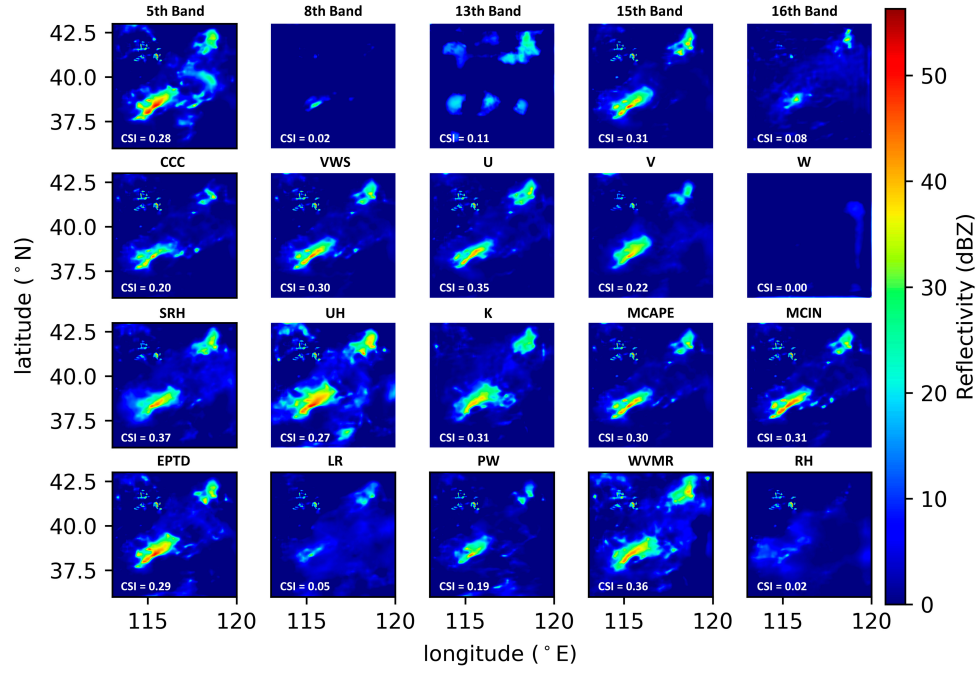 5th Band 8th Band 13th Band 15th Band 16th Band
42.5
40.0
37.5
CSI = 0.28 CSI = 0.02 CSI = 0.11 CSI = 0.31 CSI = 0.08
CCC VWS U V W
42.5
40.0
37.5
CSI = 0.20 CSI = 0.30 CSI = 0.35 CSI = 0.22 CSI = 0.00
SRH UH K MCAPE MCIN
42.5
40.0
37.5
CSI = 0.37 CSI = 0.27 CSI = 0.31 CSI = 0.30 CSI = 0.31
EPTD LR PW WVMR RH
42.5
40.0
37.5
CSI = 0.29 CSI = 0.05 CSI = 0.19 CSI = 0.36 CSI = 0.02
115 120 115 120 115 120 115 120 115 120
longitude (°E)
latitude (°N)
50
40
30
20
10
0
Reflectivity (dBZ)